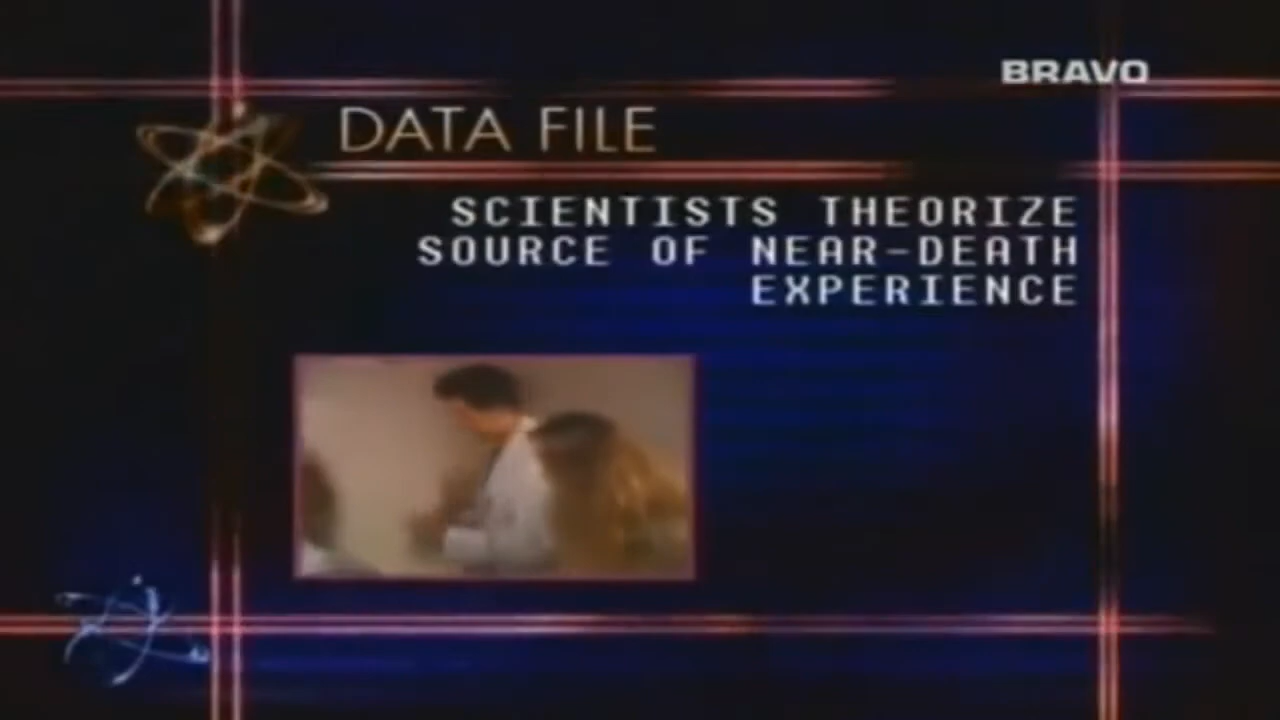 BRAVO
DATA FILE
SCIENTISTS THEORIZE
SOURCE OF NEAR-DEATH
EXPERIENCE